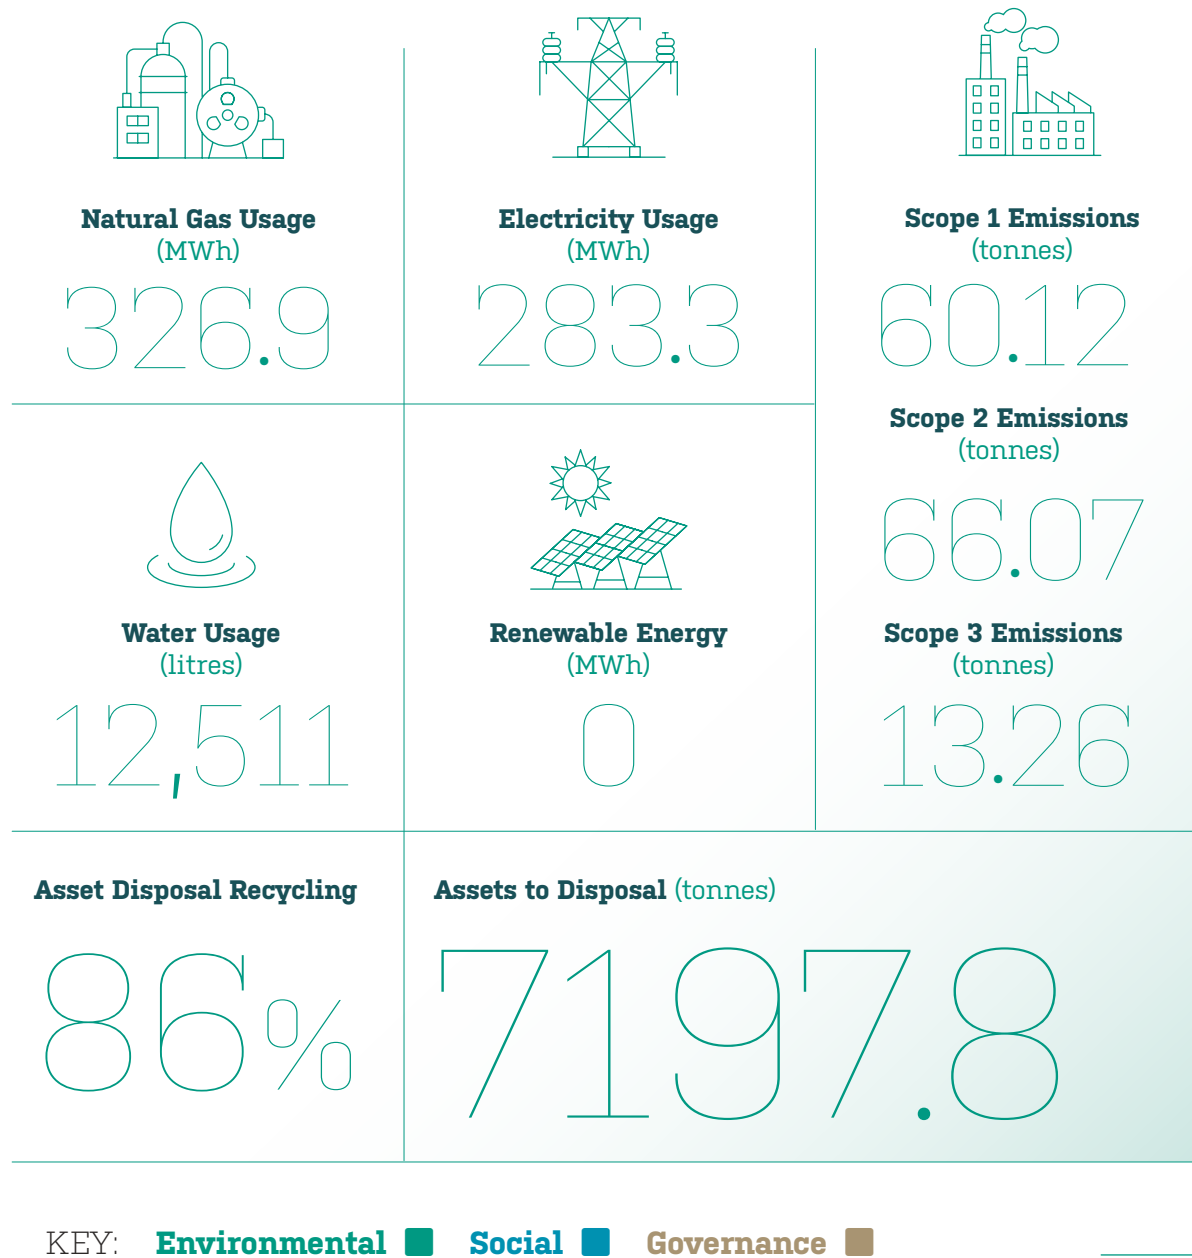 Natural Gas Usage
(MWh)
326.9
Electricity Usage
(MWh)
283.3
Scope 1 Emissions
(tonnes)
60.12
Scope 2 Emissions
(tonnes)
66.07
Water Usage
(litres)
12,511
Renewable Energy
(MWh)
0
Scope 3 Emissions
(tonnes)
13.26
Asset Disposal Recycling
86%
Assets to Disposal (tonnes)
7197.8
KEY: Environmental Social Governance